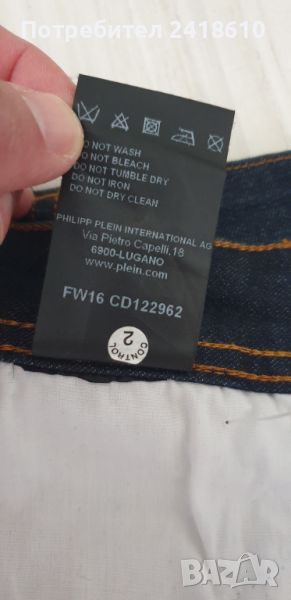 Потребител 2418610
DO NOT WASH
DO NOT BLEACH
DO NOT TUMBLE DRY
DO NOT IRON
DO NOT DRY CLEAN
PHILIPP PLEIN INTERNATIONAL AG
Via Pietro Capelli,18
6900-LUGANO
www.plein.com
FW16 CD122962
CONTROL
2
BAZAR